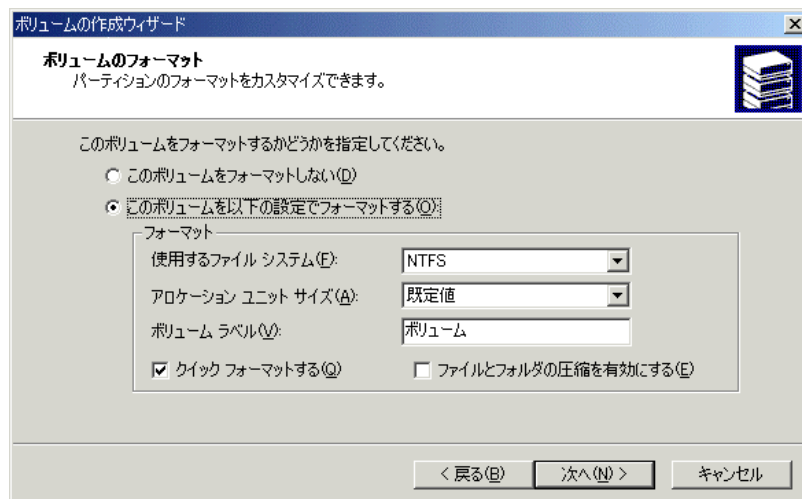 ボリュームの作成ウィザード
ボリュームのフォーマット
パーティションのフォーマットをカスタマイズできます。
このボリュームをフォーマットするかどうかを指定してください。
このボリュームをフォーマットしない(D)
このボリュームを以下の設定でフォーマットする(O):
フォーマット
使用するファイル システム(F): NTFS
アロケーション ユニット サイズ(A): 既定値
ボリューム ラベル(V): ボリューム
クイック フォーマットする(Q) ファイルとフォルダの圧縮を有効にする(E)
< 戻る(B) 次へ(N) > キャンセル